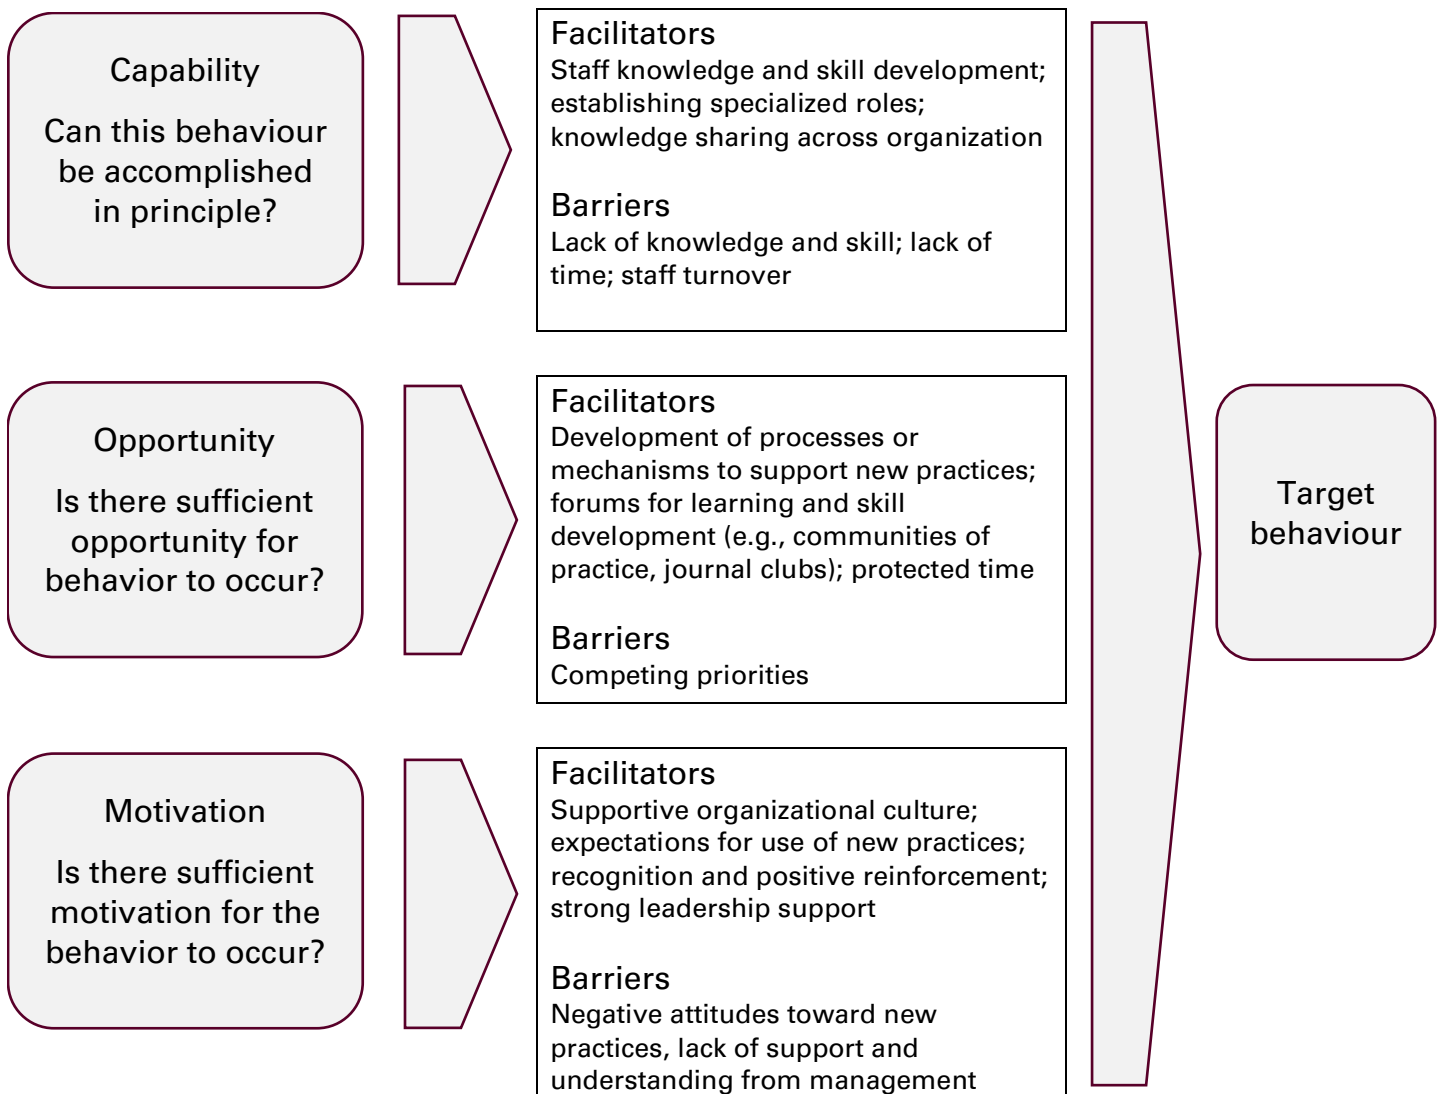 Capability
Can this behaviour
be accomplished
in principle?
Facilitators
Staff knowledge and skill development;
establishing specialized roles;
knowledge sharing across organization
Barriers
Lack of knowledge and skill; lack of
time; staff turnover
Opportunity
Is there sufficient
opportunity for
behavior to occur?
Facilitators
Development of processes or
mechanisms to support new practices;
forums for learning and skill
development (e.g., communities of
practice, journal clubs); protected time
Barriers
Competing priorities
Motivation
Is there sufficient
motivation for the
behavior to occur?
Facilitators
Supportive organizational culture;
expectations for use of new practices;
recognition and positive reinforcement;
strong leadership support
Barriers
Negative attitudes toward new
practices, lack of support and
understanding from management
Target
behaviour